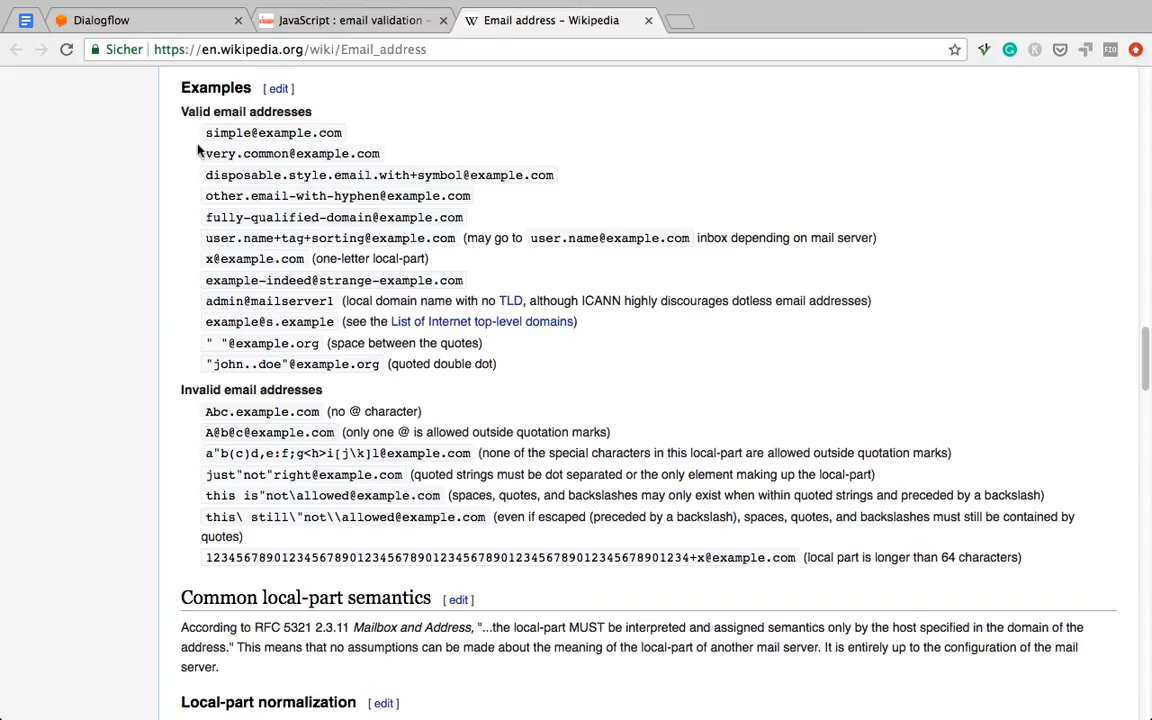 Dialogflow
JavaScript : email validation -
W Email address – Wikipedia
Sicher | https://en.wikipedia.org/wiki/Email_address
FIO
Examples [ edit ]
Valid email addresses
simple@example.com
very.common@example.com
disposable.style.email.with+symbol@example.com
other.email-with-hyphen@example.com
fully-qualified-domain@example.com
user.name+tag+sorting@example.com (may go to user.name@example.com inbox depending on mail server)
x@example.com (one-letter local-part)
example-indeed@strange-example.com
admin@mailserver1 (local domain name with no TLD, although ICANN highly discourages dotless email addresses)
example@s.example (see the List of Internet top-level domains)
" "@example.org (space between the quotes)
"john..doe"@example.org (quoted double dot)
Invalid email addresses
Abc.example.com (no @ character)
A@b@c@example.com (only one @ is allowed outside quotation marks)
a"b(c)d,e:f;g<h>i[j\k]l@example.com (none of the special characters in this local-part are allowed outside quotation marks)
just"not"right@example.com (quoted strings must be dot separated or the only element making up the local-part)
this is"not\allowed@example.com (spaces, quotes, and backslashes may only exist when within quoted strings and preceded by a backslash)
this\ still\"not\\allowed@example.com (even if escaped (preceded by a backslash), spaces, quotes, and backslashes must still be contained by
quotes)
1234567890123456789012345678901234567890123456789012345678901234+x@example.com (local part is longer than 64 characters)
Common local-part semantics [ edit ]
According to RFC 5321 2.3.11 Mailbox and Address, "...the local-part MUST be interpreted and assigned semantics only by the host specified in the domain of the
address." This means that no assumptions can be made about the meaning of the local-part of another mail server. It is entirely up to the configuration of the mail
server.
Local-part normalization [ edit ]